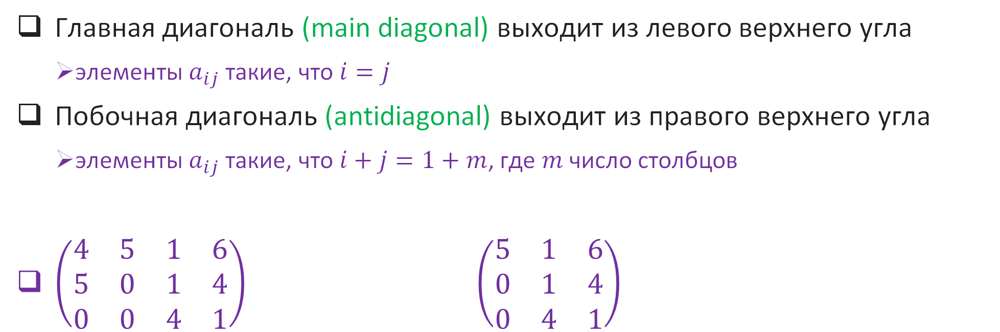 Главная диагональ (main diagonal) выходит из левого верхнего угла
элементы a_{ij} такие, что i = j
Побочная диагональ (antidiagonal) выходит из правого верхнего угла
элементы a_{ij} такие, что i + j = 1 + m, где m число столбцов
4 5 1 6 5 1 6
5 0 1 4 0 1 4
0 0 4 1 0 4 1